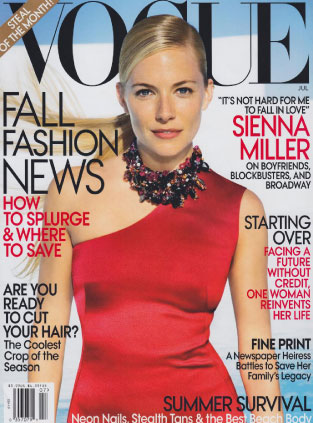 STEAL
OF THE MONTH!
VOGUE
JUL
FALL
FASHION
NEWS
HOW
TO SPLURGE
& WHERE
TO SAVE
ARE YOU
READY
TO CUT
YOUR HAIR?
The Coolest
Crop of the
Season
"IT'S NOT HARD FOR ME
TO FALL IN LOVE"
SIENNA
MILLER
ON BOYFRIENDS,
BLOCKBUSTERS, AND
BROADWAY
STARTING
OVER
FACING A
FUTURE
WITHOUT
CREDIT,
ONE WOMAN
REINVENTS
HER LIFE
FINE PRINT
A Newspaper Heiress
Battles to Save Her
Family's Legacy
SUMMER SURVIVAL
Neon Nails, Stealth Tans & the Best Beach Body